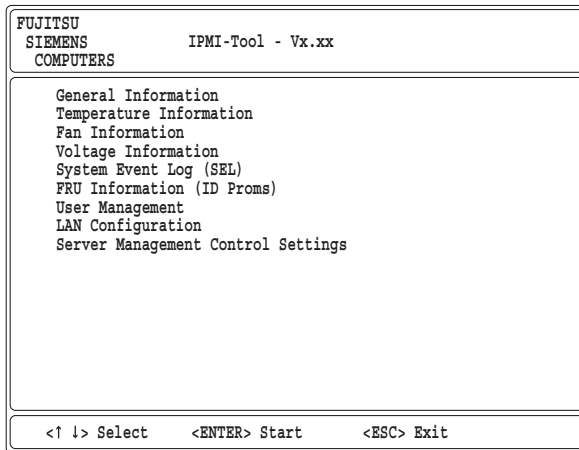 FUJITSU
SIEMENS IPMI-Tool - Vx.xx
COMPUTERS
General Information
Temperature Information
Fan Information
Voltage Information
System Event Log (SEL)
FRU Information (ID Proms)
User Management
LAN Configuration
Server Management Control Settings
<↑ ↓> Select <ENTER> Start <ESC> Exit